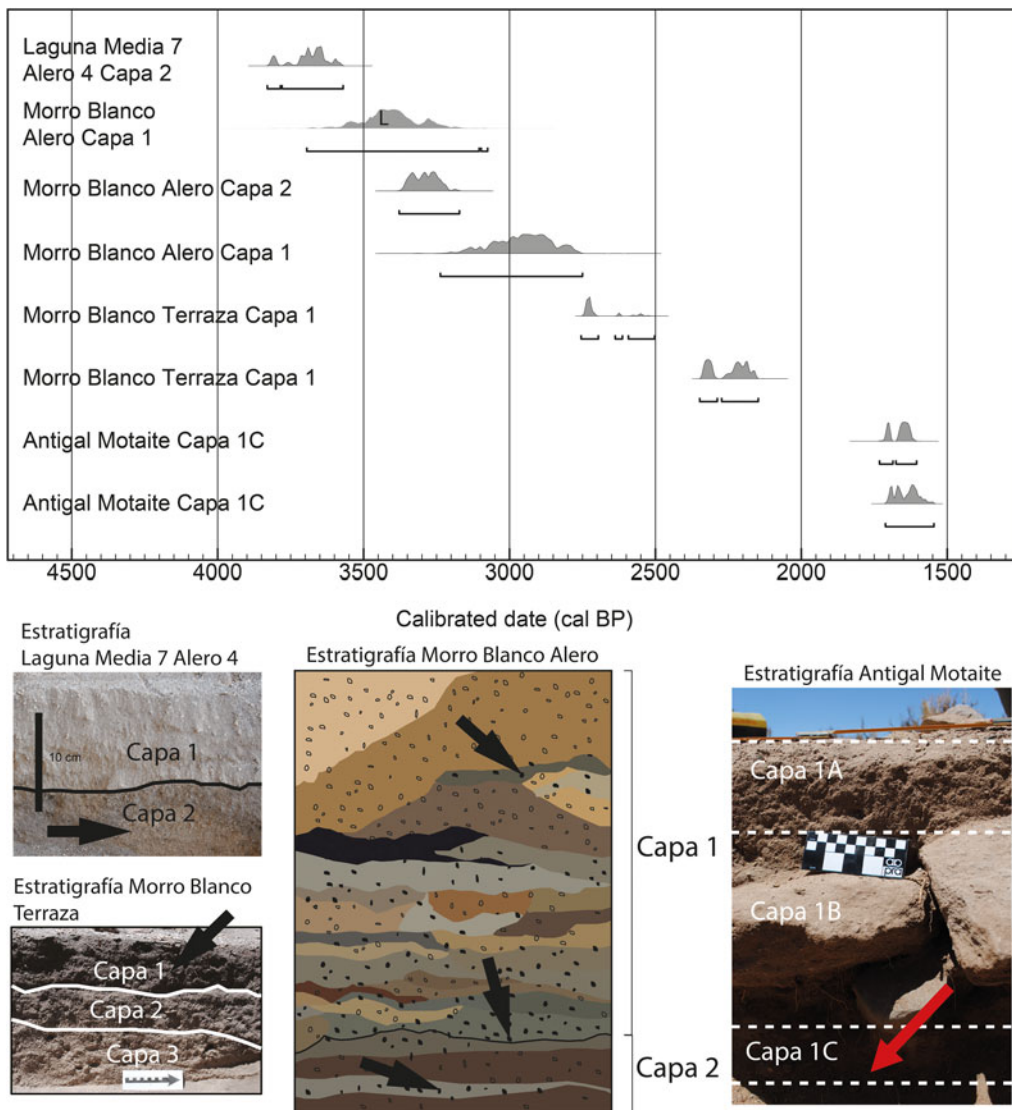 Laguna Media 7
Alero 4 Capa 2
Morro Blanco
Alero Capa 1
L
Morro Blanco Alero Capa 2
Morro Blanco Alero Capa 1
Morro Blanco Terraza Capa 1
Morro Blanco Terraza Capa 1
Antigal Motaite Capa 1C
Antigal Motaite Capa 1C
4500 4000 3500 3000 2500 2000 1500
Calibrated date (cal BP)
Estratigrafía
Laguna Media 7 Alero 4
10 cm
Capa 1
Capa 2
Estratigrafía Morro Blanco
Terraza
Capa 1
Capa 2
Capa 3
Estratigrafía Morro Blanco Alero
Capa 1
Capa 2
Estratigrafía Antigal Motaite
Capa 1A
Capa 1B
Capa 1C